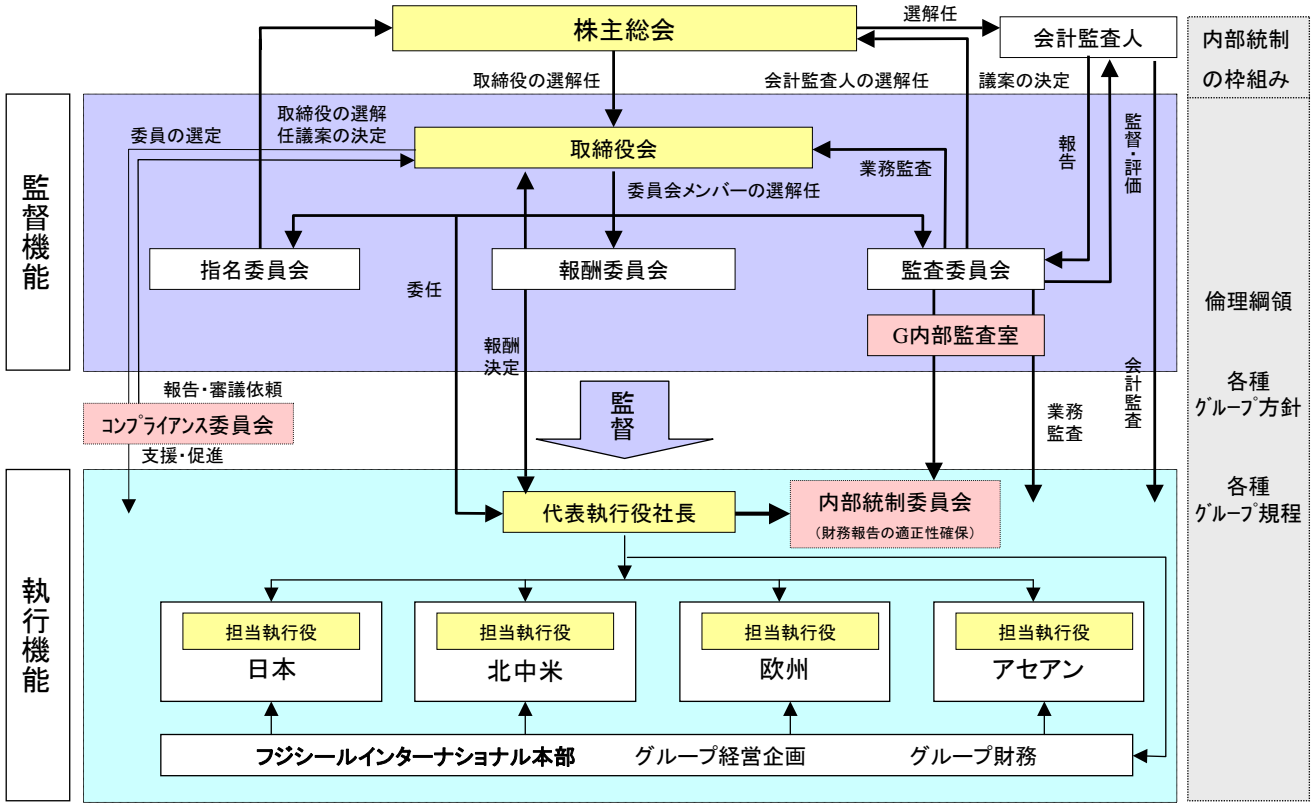 選解任
株主総会
会計監査人
内部統制
の枠組み
取締役の選解任
会計監査人の選解任
議案の決定
取締役の選解
任議案の決定
委員の選定
取締役会
業務監査
報告
監督・評価
監督機能
委員会メンバーの選解任
指名委員会
報酬委員会
監査委員会
委任
倫理綱領
G内部監査室
報酬
決定
会計監査
各種
グループ方針
報告・審議依頼
監督
業務
監査
コンプライアンス委員会
支援・促進
各種
グループ規程
代表執行役社長
内部統制委員会
(財務報告の適正性確保)
執行機能
担当執行役
日本
担当執行役
北中米
担当執行役
欧州
担当執行役
アセアン
フジシールインターナショナル本部 グループ経営企画 グループ財務